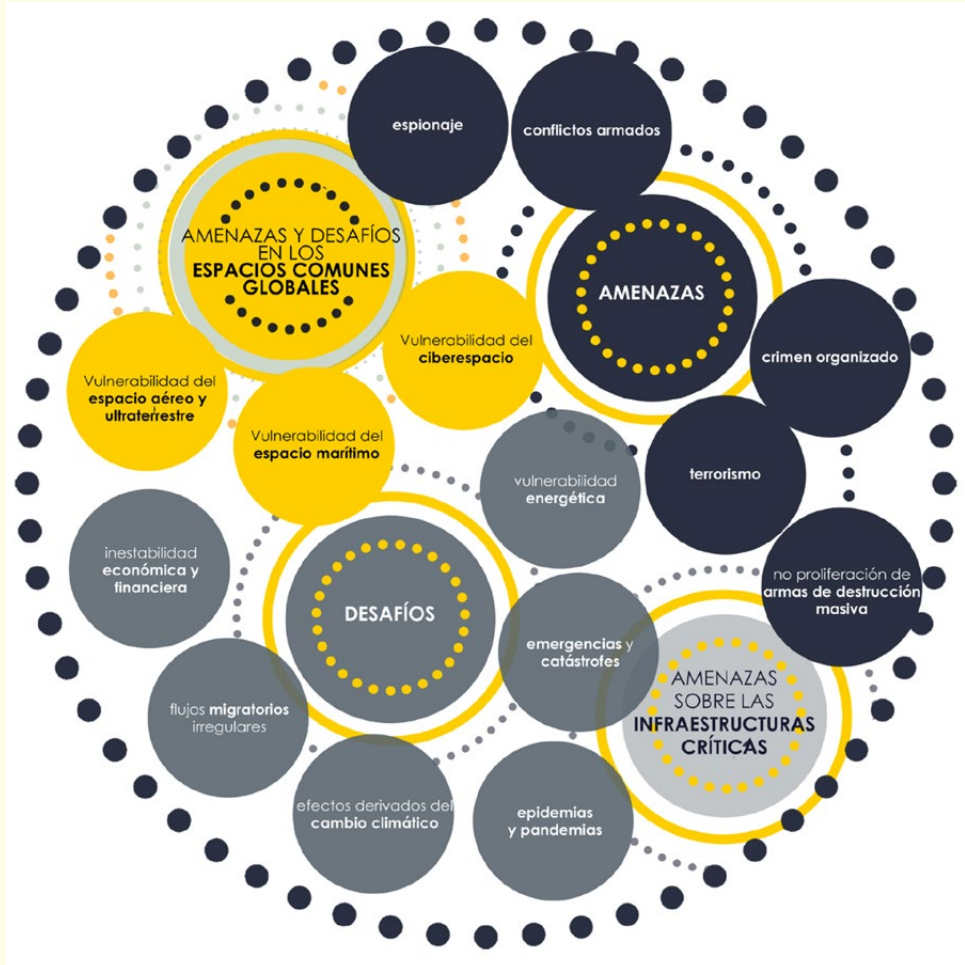 espionaje
conflictos armados
AMENAZAS Y DESAFÍOS
EN LOS
ESPACIOS COMUNES
GLOBALES
AMENAZAS
Vulnerabilidad del
ciberespacio
crimen organizado
Vulnerabilidad del
espacio aéreo y
ultraterrestre
Vulnerabilidad del
espacio marítimo
vulnerabilidad
energética
terrorismo
inestabilidad
económica y
financiera
no proliferación de
armas de destrucción
masiva
DESAFÍOS
emergencias y
catástrofes
AMENAZAS
SOBRE LAS
INFRAESTRUCTURAS
CRÍTICAS
flujos migratorios
irregulares
efectos derivados del
cambio climático
epidemias
y pandemias